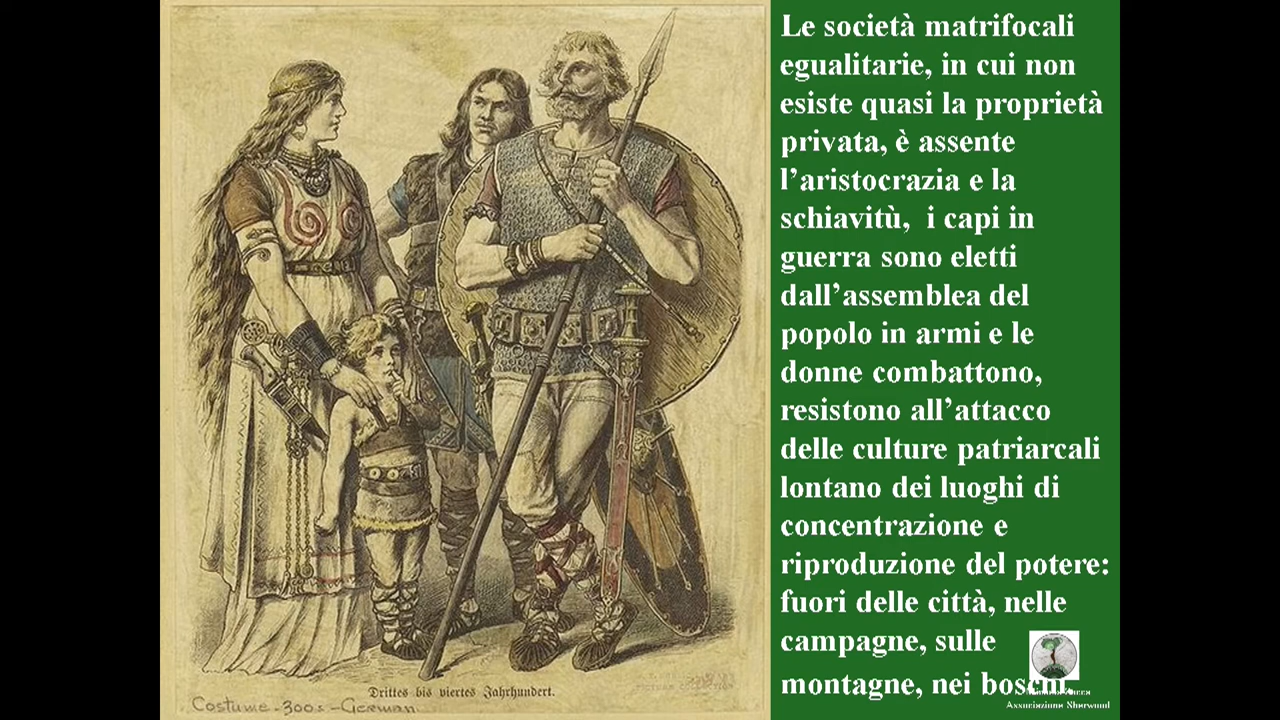 Le società matrifocali
egualitarie, in cui non
esiste quasi la proprietà
privata, è assente
l'aristocrazia e la
schiavitù, i capi in
guerra sono eletti
dall'assemblea del
popolo in armi e le
donne combattono,
resistono all'attacco
delle culture patriarcali
lontano dei luoghi di
concentrazione e
riproduzione del potere:
fuori delle città, nelle
campagne, sulle
montagne, nei boschi.
Associazione Sherwood
Drittes bis viertes Jahrhundert.
Costume - 300s - German